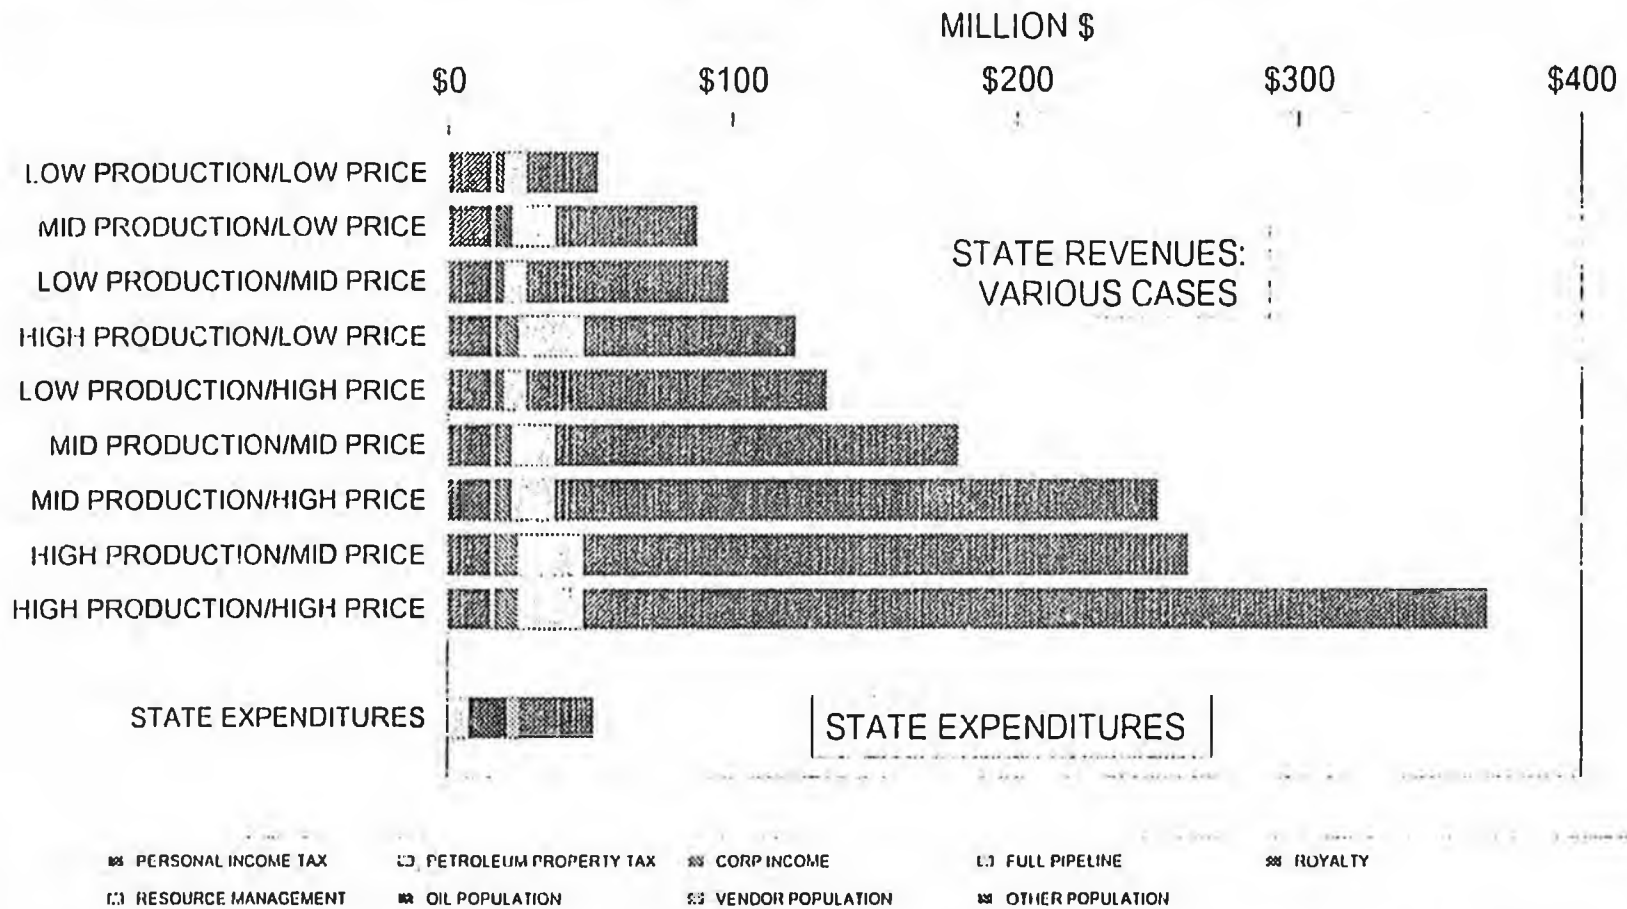 MILLION $
$0 $100 $200 $300 $400
LOW PRODUCTION/LOW PRICE
MID PRODUCTION/LOW PRICE
STATE REVENUES:
LOW PRODUCTION/MID PRICE
VARIOUS CASES
HIGH PRODUCTION/LOW PRICE
LOW PRODUCTION/HIGH PRICE
MID PRODUCTION/MID PRICE
MID PRODUCTION/HIGH PRICE
HIGH PRODUCTION/MID PRICE
HIGH PRODUCTION/HIGH PRICE
STATE EXPENDITURES
STATE EXPENDITURES
PERSONAL INCOME TAX PETROLEUM PROPERTY TAX CORP INCOME FULL PIPELINE ROYALTY
RESOURCE MANAGEMENT OIL POPULATION VENDOR POPULATION OTHER POPULATION